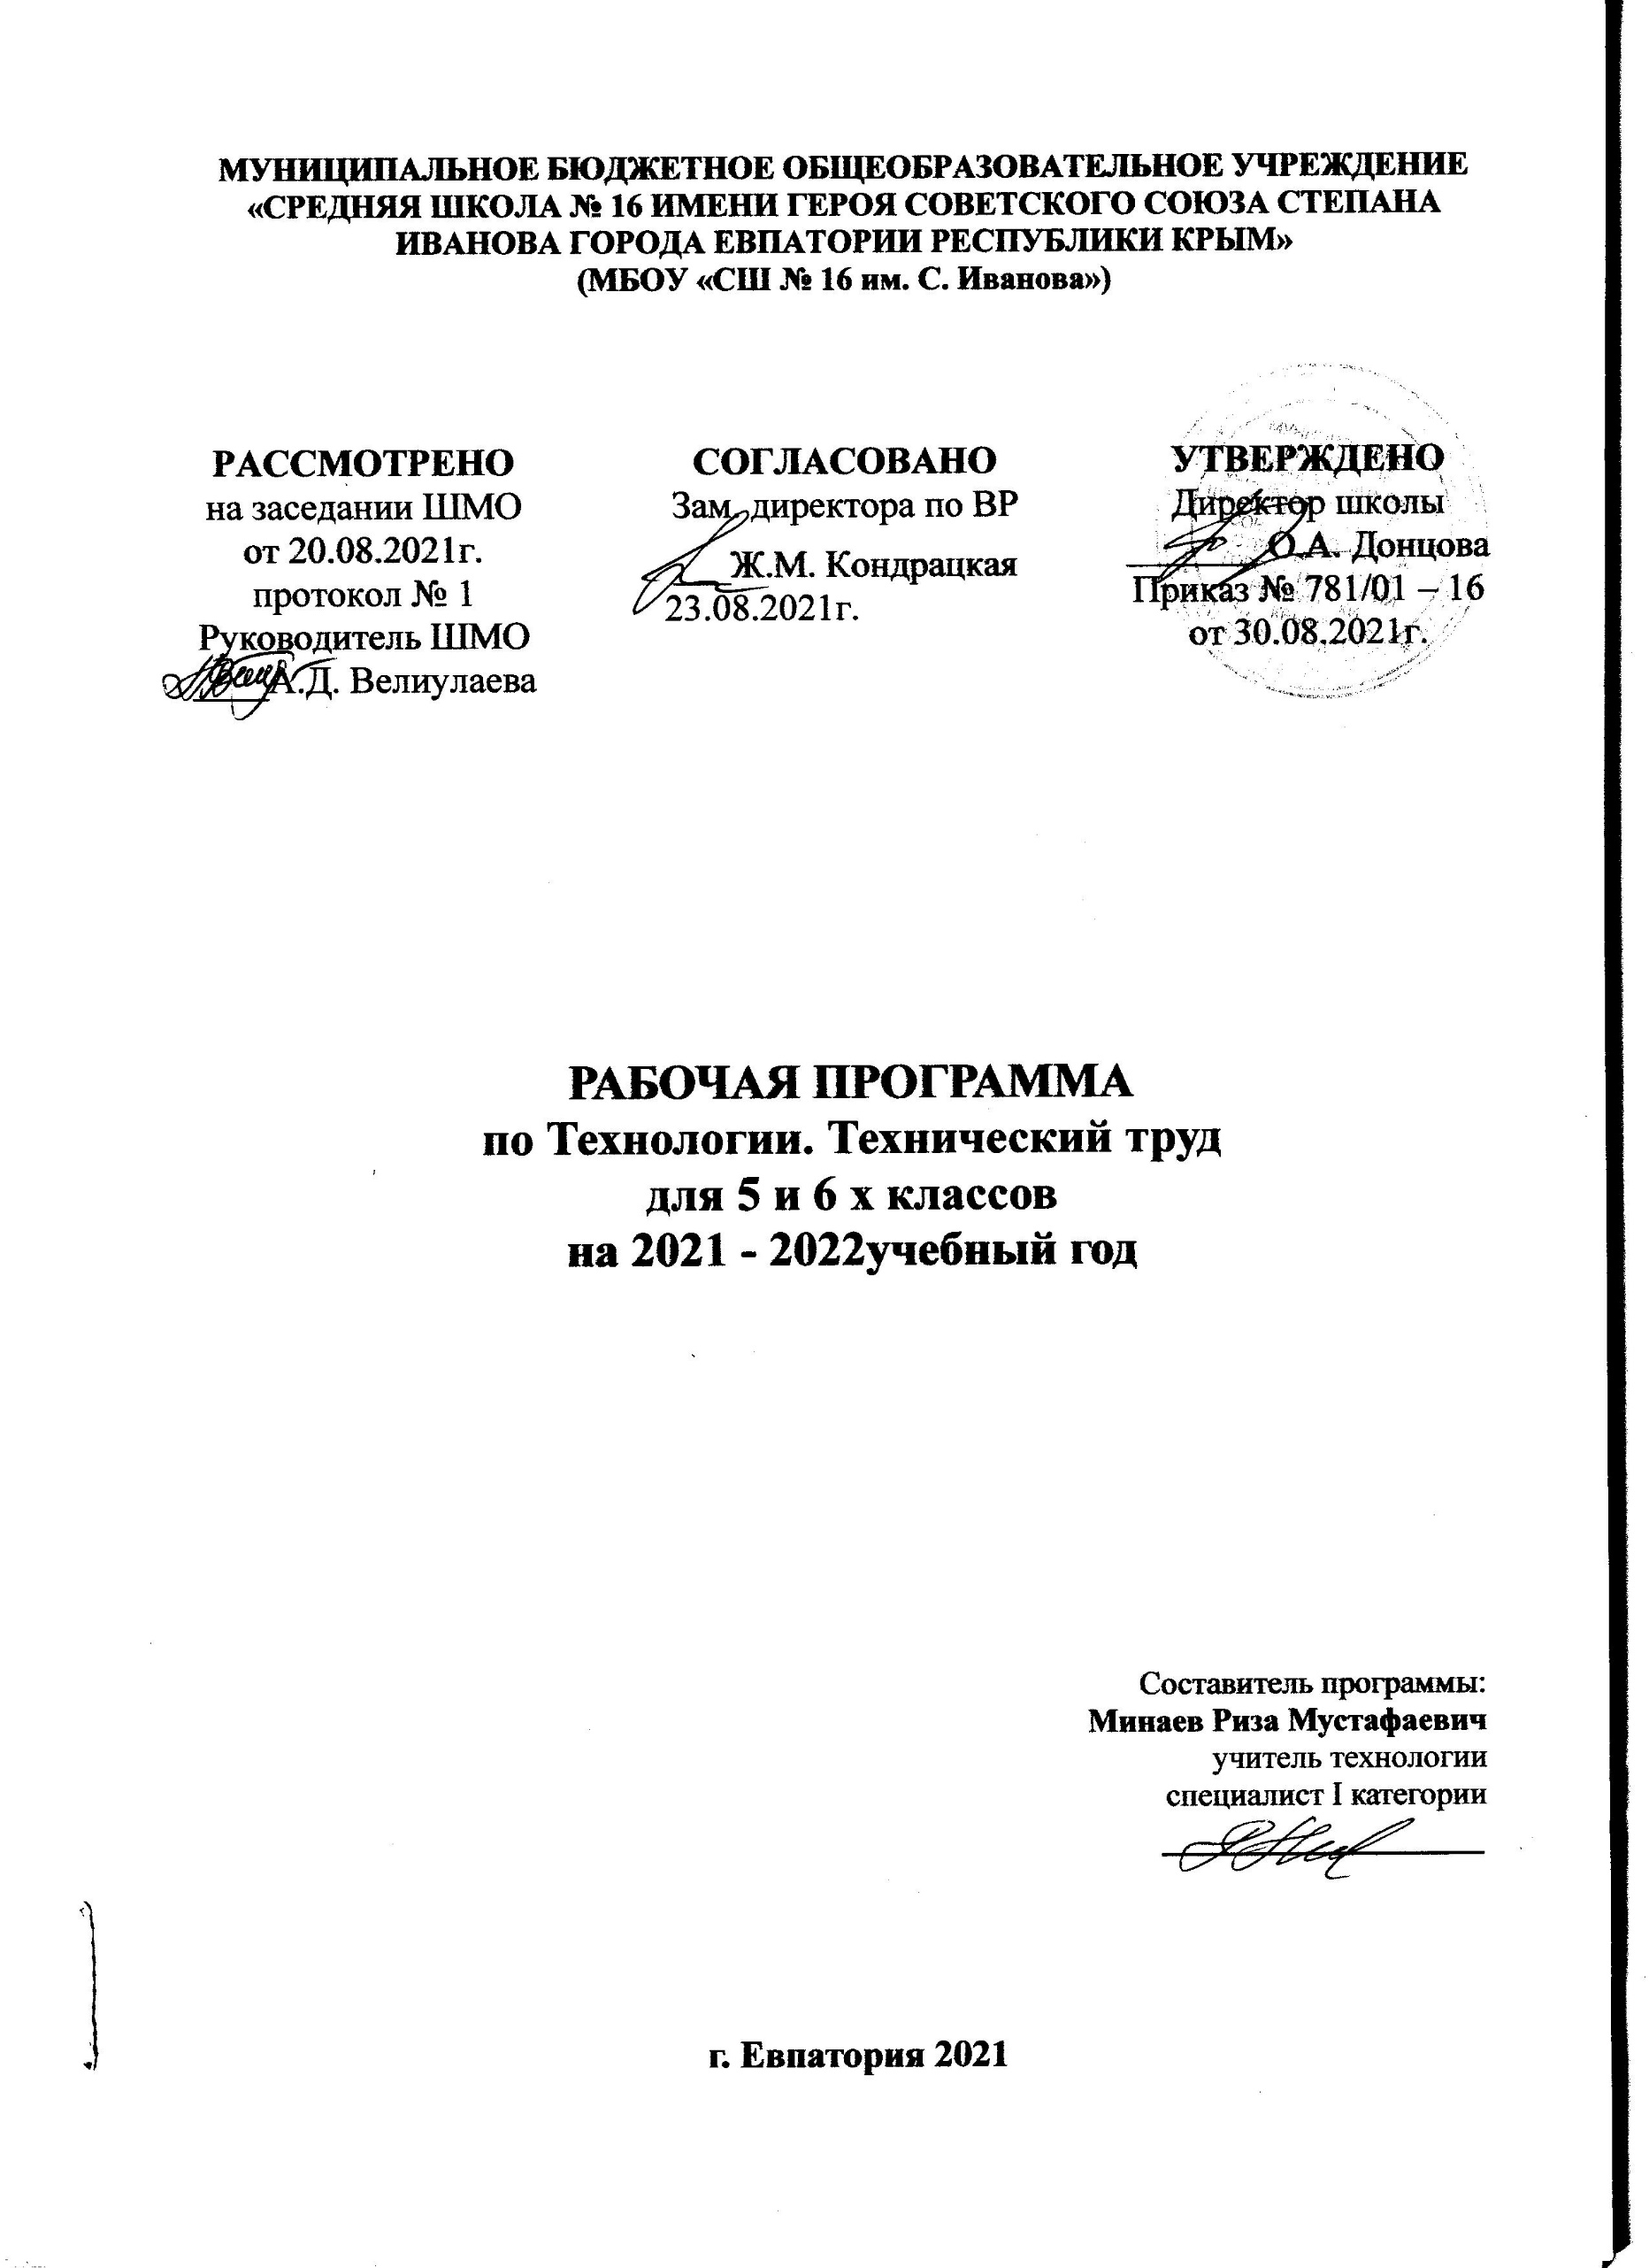 МУНИЦИПАЛЬНОЕ БЮДЖЕТНОЕ ОБЩЕОБРАЗОВАТЕЛЬНОЕ УЧРЕЖДЕНИЕ
«СРЕДНЯЯ ШКОЛА № 16 ИМЕНИ ГЕРОЯ СОВЕТСКОГО СОЮЗА СТЕПАНА
ИВАНОВА ГОРОДА ЕВПАТОРИИ РЕСПУБЛИКИ КРЫМ»
(МБОУ «СШ № 16 им. С. Иванова»)
РАССМОТРЕНО
на заседании ШМО
от 20.08.2021г.
протокол № 1
Руководитель ШМО
А.Д. Велиулаева
СОГЛАСОВАНО
Зам. директора по ВР
Ж.М. Кондрацкая
23.08.2021г.
УТВЕРЖДЕНО
Директор школы
О.А. Донцова
Приказ № 781/01 – 16
от 30.08.2021г.
РАБОЧАЯ ПРОГРАММА
по Технологии. Технический труд
для 5 и 6 х классов
на 2021 - 2022учебный год
Составитель программы:
Минаев Риза Мустафаевич
учитель технологии
специалист I категории
г. Евпатория 2021